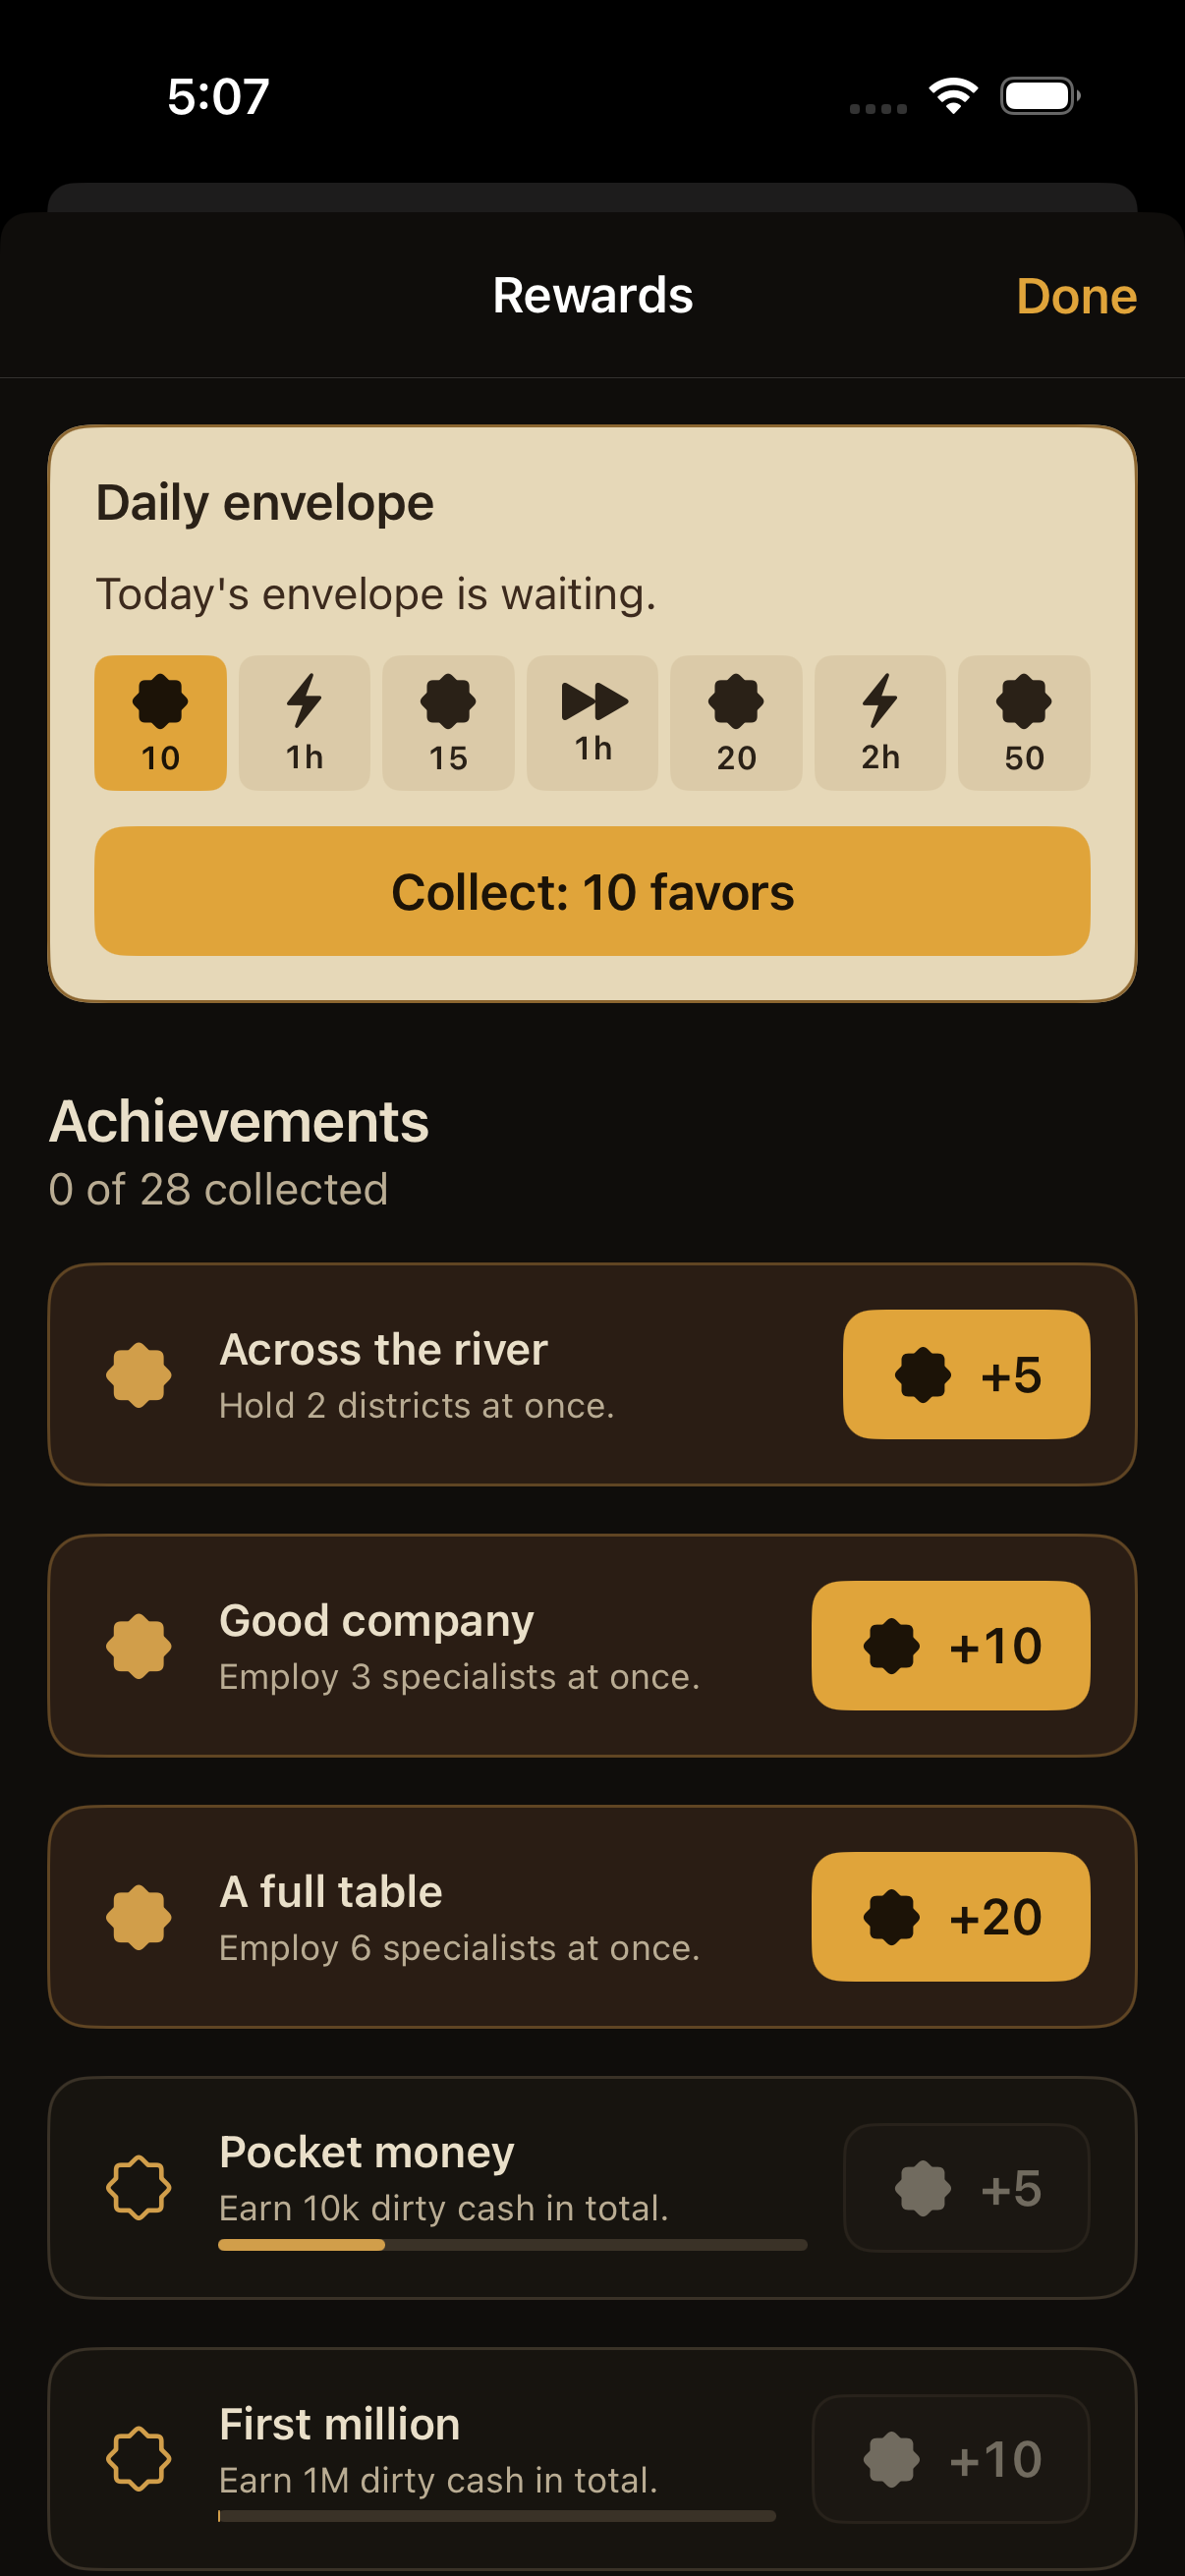 5:07
Rewards
Done
Daily envelope
Today's envelope is waiting.
10
1h
15
1h
20
2h
50
Collect: 10 favors
Achievements
0 of 28 collected
Across the river
Hold 2 districts at once.
+5
Good company
Employ 3 specialists at once.
+10
A full table
Employ 6 specialists at once.
+20
Pocket money
Earn 10k dirty cash in total.
+5
First million
Earn 1M dirty cash in total.
+10